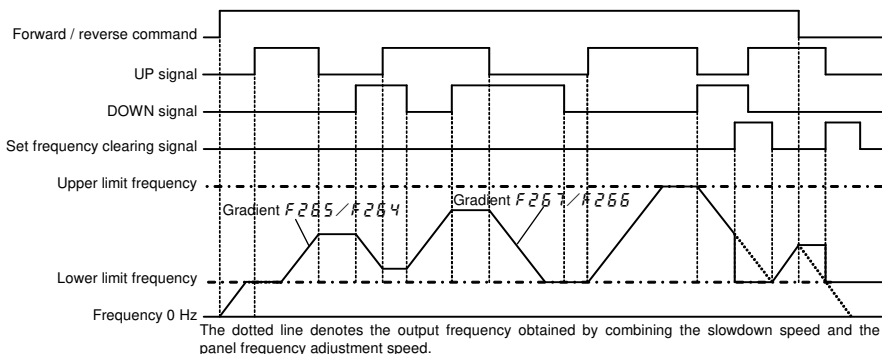 Forward / reverse command
UP signal
DOWN signal
Set frequency clearing signal
Upper limit frequency
Gradient F265/F264
Gradient F267/F266
Lower limit frequency
Frequency 0 Hz
The dotted line denotes the output frequency obtained by combining the slowdown speed and the
panel frequency adjustment speed.